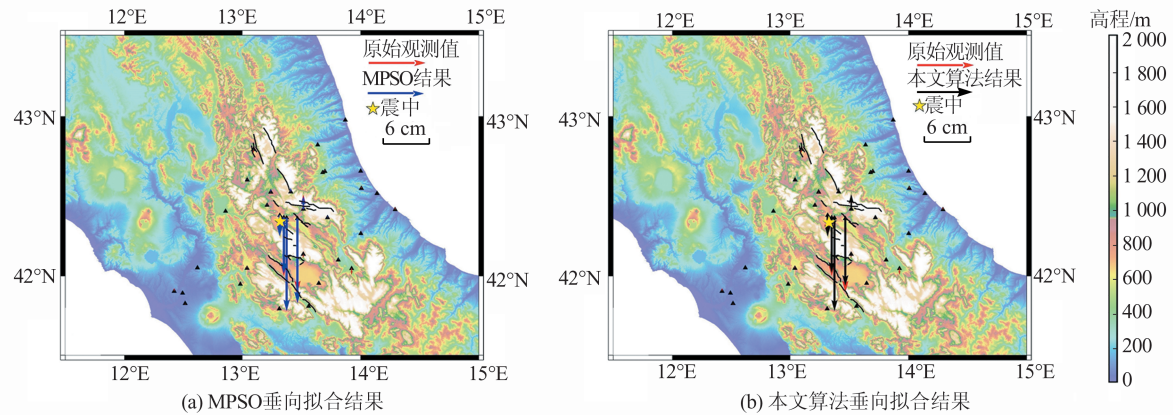 12°E 13°E 14°E 15°E
12°E 13°E 14°E 15°E
高程/m
原始观测值
MPSO结果
震中
6 cm
原始观测值
本文算法结果
震中
6 cm
43°N 43°N
43°N 43°N
42°N 42°N
42°N 42°N
2 000
1 800
1 600
1 400
1 200
1 000
800
600
400
200
0
12°E 13°E 14°E 15°E
12°E 13°E 14°E 15°E
(a) MPSO垂向拟合结果
(b) 本文算法垂向拟合结果